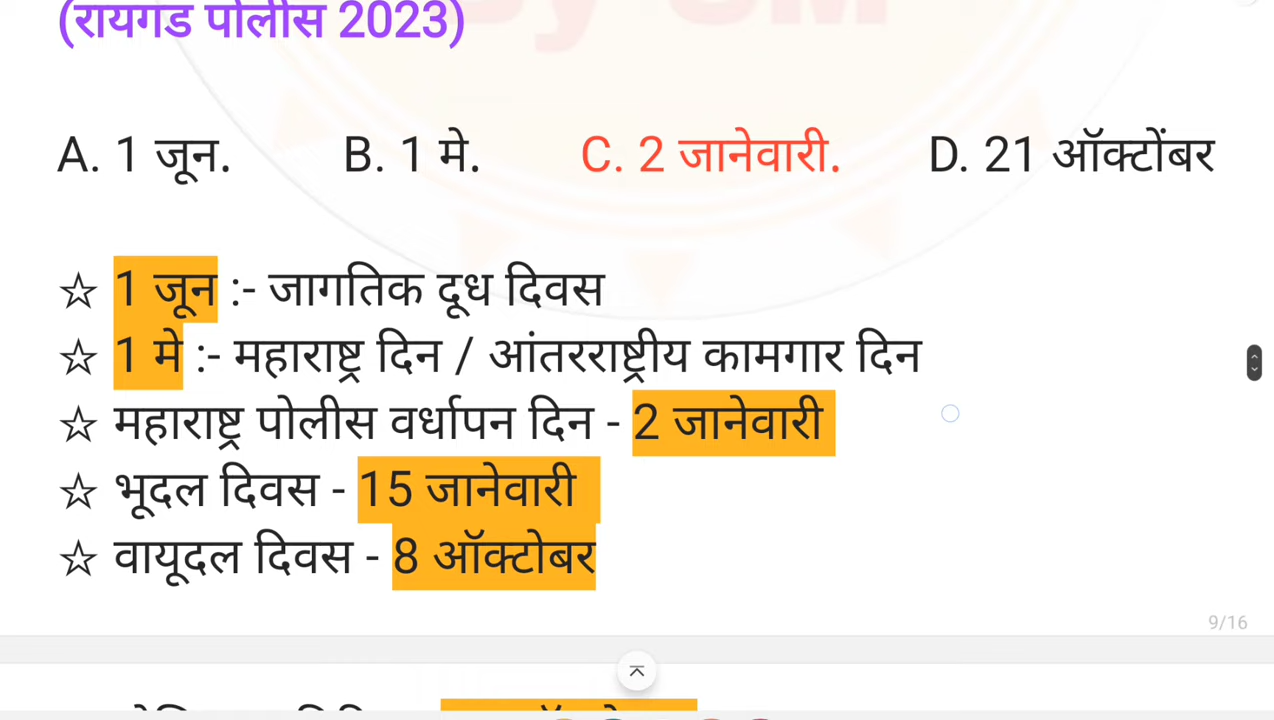 (रायगड पोलीस 2023)
A. 1 जून. B. 1 मे. C. 2 जानेवारी. D. 21 ऑक्टोंबर
☆ 1 जून :- जागतिक दूध दिवस
☆ 1 मे :- महाराष्ट्र दिन / आंतरराष्ट्रीय कामगार दिन
☆ महाराष्ट्र पोलीस वर्धापन दिन - 2 जानेवारी
☆ भूदल दिवस - 15 जानेवारी
☆ वायूदल दिवस - 8 ऑक्टोबर
9/16